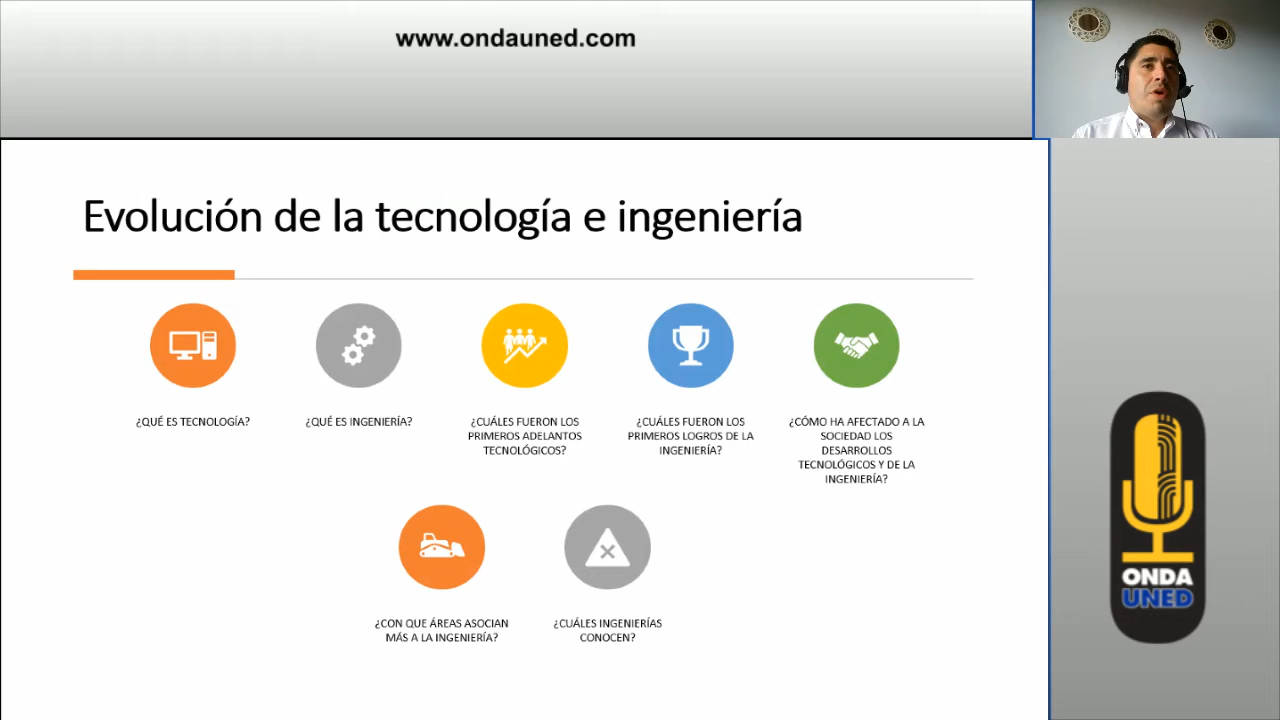 www.ondauned.com
Evolución de la tecnología e ingeniería
¿QUÉ ES TECNOLOGÍA?
¿QUÉ ES INGENIERÍA?
¿CUÁLES FUERON LOS
PRIMEROS ADELANTOS
TECNOLÓGICOS?
¿CUÁLES FUERON LOS
PRIMEROS LOGROS DE LA
INGENIERÍA?
¿CÓMO HA AFECTADO A LA
SOCIEDAD LOS
DESARROLLOS
TECNOLÓGICOS Y DE LA
INGENIERÍA?
¿CON QUE ÁREAS ASOCIAN
MÁS A LA INGENIERÍA?
¿CUÁLES INGENIERÍAS
CONOCEN?
ONDA
UNED